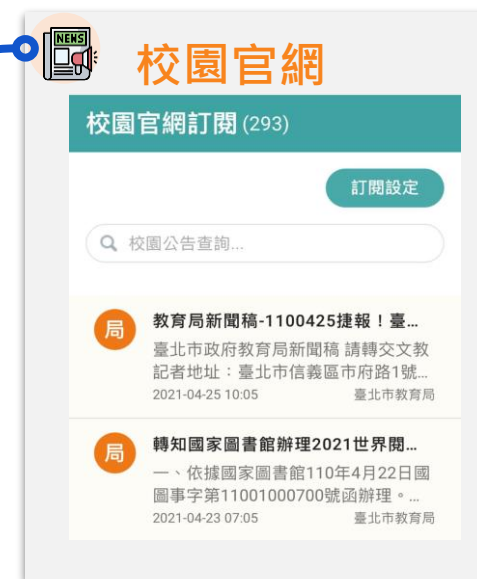 NEWS
校園官網
校園官網訂閱 (293)
訂閱設定
校園公告查詢...
局
教育局新聞稿-1100425捷報！臺...
臺北市政府教育局新聞稿 請轉交文教
記者地址：臺北市信義區市府路1號...
2021-04-25 10:05 臺北市教育局
局
轉知國家圖書館辦理2021世界閱...
一、依據國家圖書館110年4月22日國
圖事字第11001000700號函辦理。...
2021-04-23 07:05 臺北市教育局